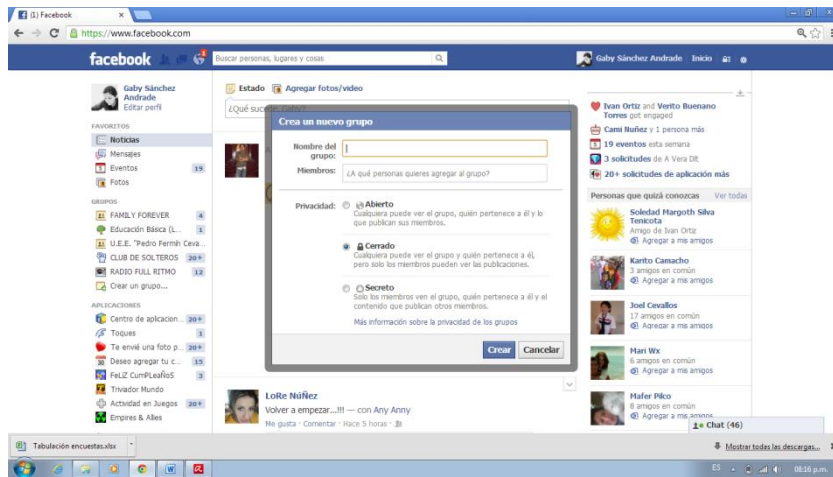 (1) Facebook
https://www.facebook.com
facebook
Buscar personas, lugares y cosas
Gaby Sánchez Andrade
Inicio
Gaby Sánchez
Andrade
Editar perfil
FAVORITOS
Noticias
Mensajes
Eventos 19
Fotos
GRUPOS
FAMILY FOREVER 4
Educación Básica (L... 1
U.E.E. "Pedro Fermín Ceva...
CLUB DE SOLTEROS 20+
RADIO FULL RITMO 12
Crear un grupo...
APLICACIONES
Centro de aplicacion... 20+
Toques 1
Te envié una foto p... 20+
Deseo agregar tu c... 15
FeLiZ CumPLeañoS 3
Trivador Mundo
Actividad en Juegos 20+
Empires & Allies
Estado
Agregar fotos/video
¿Qué sucede, Gaby?
Crea un nuevo grupo
Nombre del
grupo:
Miembros: ¿A qué personas quieres agregar al grupo?
Privacidad: Abierto
Cualquiera puede ver el grupo, quién pertenece a él y lo
que publican sus miembros.
Cerrado
Cualquiera puede ver el grupo y quién pertenece a él,
pero solo los miembros pueden ver las publicaciones.
Secreto
Solo los miembros ven el grupo, quién pertenece a él y el
contenido que publican otros miembros.
Más información sobre la privacidad de los grupos
Crear Cancelar
LoRe NúÑez
Volver a empezar...!!! — con Any Anny
Me gusta · Comentar · Hace 5 horas ·
Ivan Ortiz and Verito Buenano
Torres got engaged
Cami Nuñez y 1 persona más
19 eventos esta semana
3 solicitudes de A Vera Dit
20+ solicitudes de aplicación más
Personas que quizá conozcas Ver todas
Soledad Margoth Silva
Tenicota
Amigo de Ivan Ortiz
Agregar a mis amigos
Karito Camacho
3 amigos en común
Agregar a mis amigos
Joel Cevallos
17 amigos en común
Agregar a mis amigos
Mari Wx
6 amigos en común
Agregar a mis amigos
Mafer Pilco
8 amigos en común
Agregar a mis amigos
Chat (46)
Tabulación encuestas.xlsx
Mostrar todas las descargas...
ES
08:16 p.m.